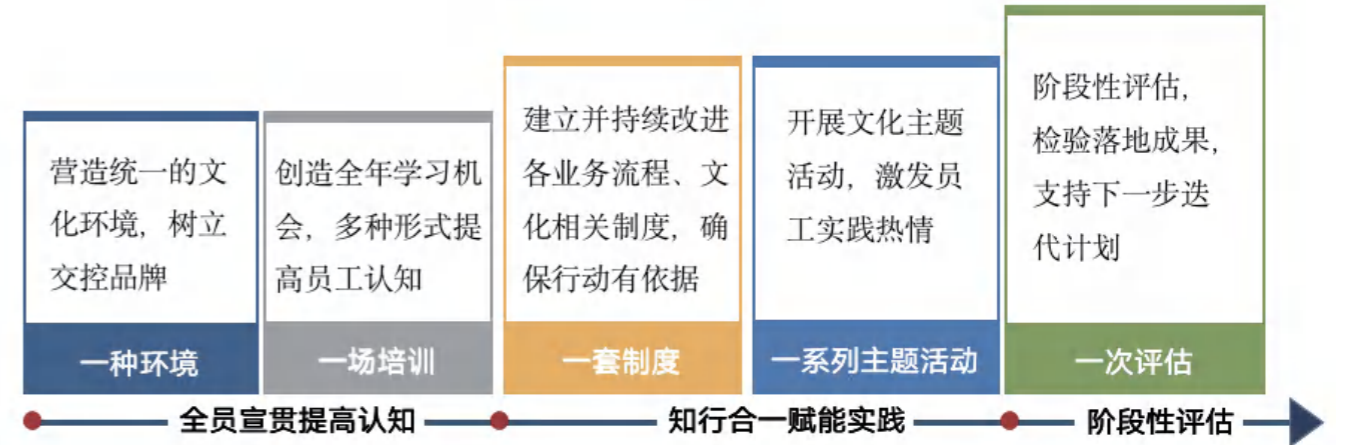 营造统一的文
化环境，树立
交控品牌
一种环境
创造全年学习机
会，多种形式提
高员工认知
一场培训
建立并持续改进
各业务流程、文
化相关制度，确
保行动有依据
一套制度
开展文化主题
活动，激发员
工实践热情
一系列主题活动
阶段性评估，
检验落地成果，
支持下一步迭
代计划
一次评估
全员宣贯提高认知
知行合一赋能实践
阶段性评估